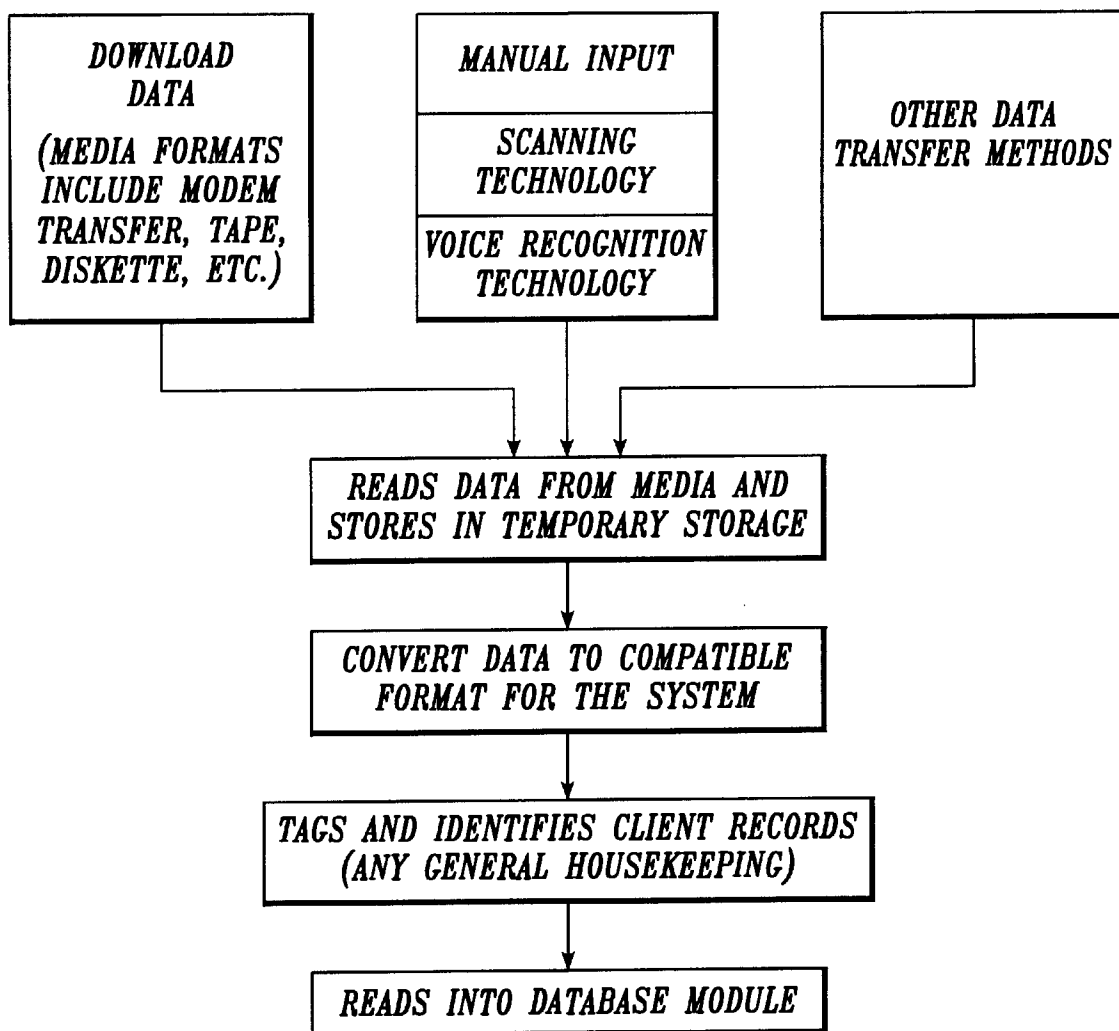 DOWNLOAD
DATA
(MEDIA FORMATS
INCLUDE MODEM
TRANSFER, TAPE,
DISKETTE, ETC.)
MANUAL INPUT
SCANNING
TECHNOLOGY
VOICE RECOGNITION
TECHNOLOGY
OTHER DATA
TRANSFER METHODS
READS DATA FROM MEDIA AND
STORES IN TEMPORARY STORAGE
CONVERT DATA TO COMPATIBLE
FORMAT FOR THE SYSTEM
TAGS AND IDENTIFIES CLIENT RECORDS
(ANY GENERAL HOUSEKEEPING)
READS INTO DATABASE MODULE